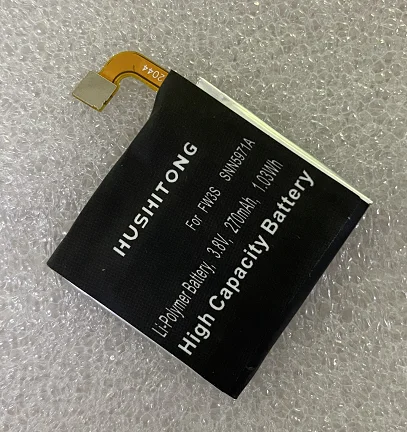 2044
HUSHITONG
For FW3S SNN5971A
Li-Polymer Battery, 3.8V, 270mAh, 1.03Wh
High Capacity Battery